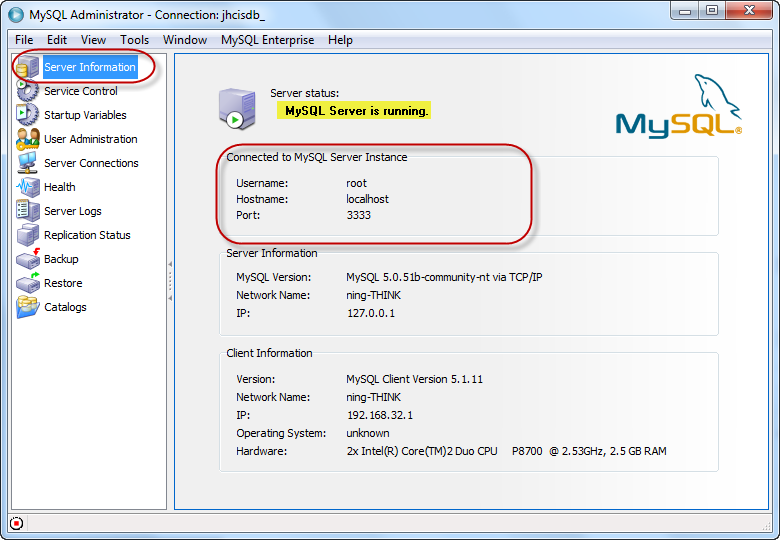 MySQL Administrator - Connection: jhcisdb_
File Edit View Tools Window MySQL Enterprise Help
Server Information
Service Control
Startup Variables
User Administration
Server Connections
Health
Server Logs
Replication Status
Backup
Restore
Catalogs
Server status:
MySQL Server is running.
MySQL®
Connected to MySQL Server Instance
Username: root
Hostname: localhost
Port: 3333
Server Information
MySQL Version: MySQL 5.0.51b-community-nt via TCP/IP
Network Name: ning-THINK
IP: 127.0.0.1
Client Information
Version: MySQL Client Version 5.1.11
Network Name: ning-THINK
IP: 192.168.32.1
Operating System: unknown
Hardware: 2x Intel(R) Core(TM)2 Duo CPU P8700 @ 2.53GHz, 2.5 GB RAM